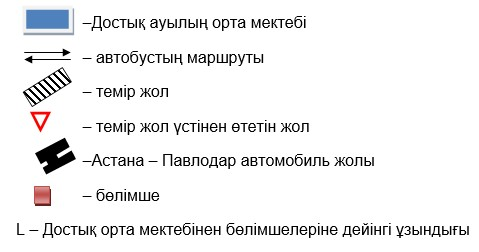 –Достық ауылың орта мектебі
– автобустың маршруты
– темір жол
– темір жол үстінен өтетін жол
–Астана – Павлодар автомобиль жолы
– бөлімше
L – Достық орта мектебінен бөлімшелеріне дейінгі ұзындығы